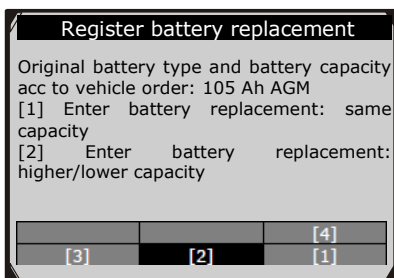 Register battery replacement
Original battery type and battery capacity
acc to vehicle order: 105 Ah AGM
[1] Enter battery replacement: same
capacity
[2] Enter battery replacement:
higher/lower capacity
[4]
[3] [2] [1]